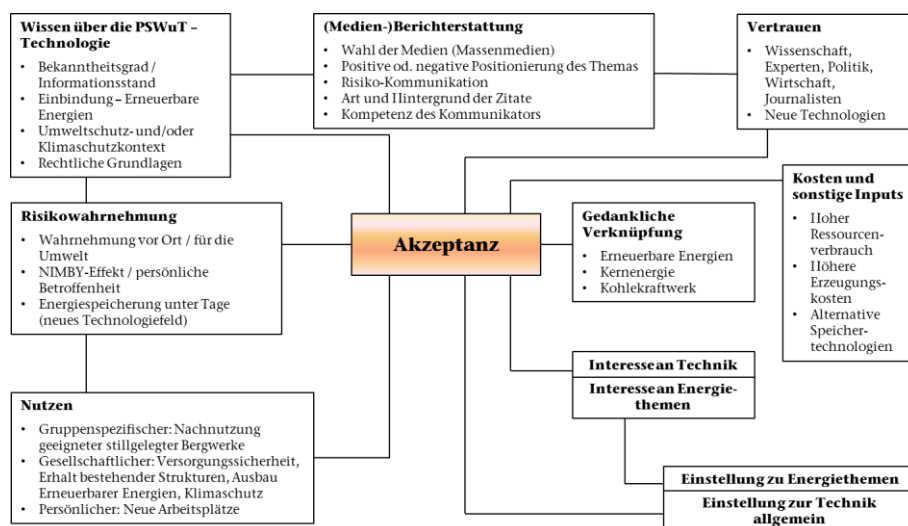 Wissen über die PSWuT –
Technologie
• Bekanntheitsgrad /
Informationsstand
• Einbindung – Erneuerbare
Energien
• Umweltschutz- und/oder
Klimaschutzkontext
• Rechtliche Grundlagen
(Medien-)Berichterstattung
• Wahl der Medien (Massenmedien)
• Positive od. negative Positionierung des Themas
• Risiko-Kommunikation
• Art und Hintergrund der Zitate
• Kompetenz des Kommunikators
Vertrauen
• Wissenschaft,
Experten, Politik,
Wirtschaft,
Journalisten
• Neue Technologien
Risikowahrnehmung
• Wahrnehmung vor Ort / für die
Umwelt
• NIMBY-Effekt / persönliche
Betroffenheit
• Energiespeicherung unter Tage
(neues Technologiefeld)
Akzeptanz
Gedankliche
Verknüpfung
• Erneuerbare Energien
• Kernenergie
• Kohlekraftwerk
Kosten und
sonstige Inputs
• Hoher
Ressourcen-
verbrauch
• Höhere
Erzeugungs-
kosten
• Alternative
Speicher-
technologien
Nutzen
• Gruppenspezifischer: Nachnutzung
geeigneter stillgelegter Bergwerke
• Gesellschaftlicher: Versorgungssicherheit,
Erhalt bestehender Strukturen, Ausbau
Erneuerbarer Energien, Klimaschutz
• Persönlicher: Neue Arbeitsplätze
Interessean Technik
Interessean Energie-
themen
Einstellung zu Energiethemen
Einstellung zur Technik
allgemein